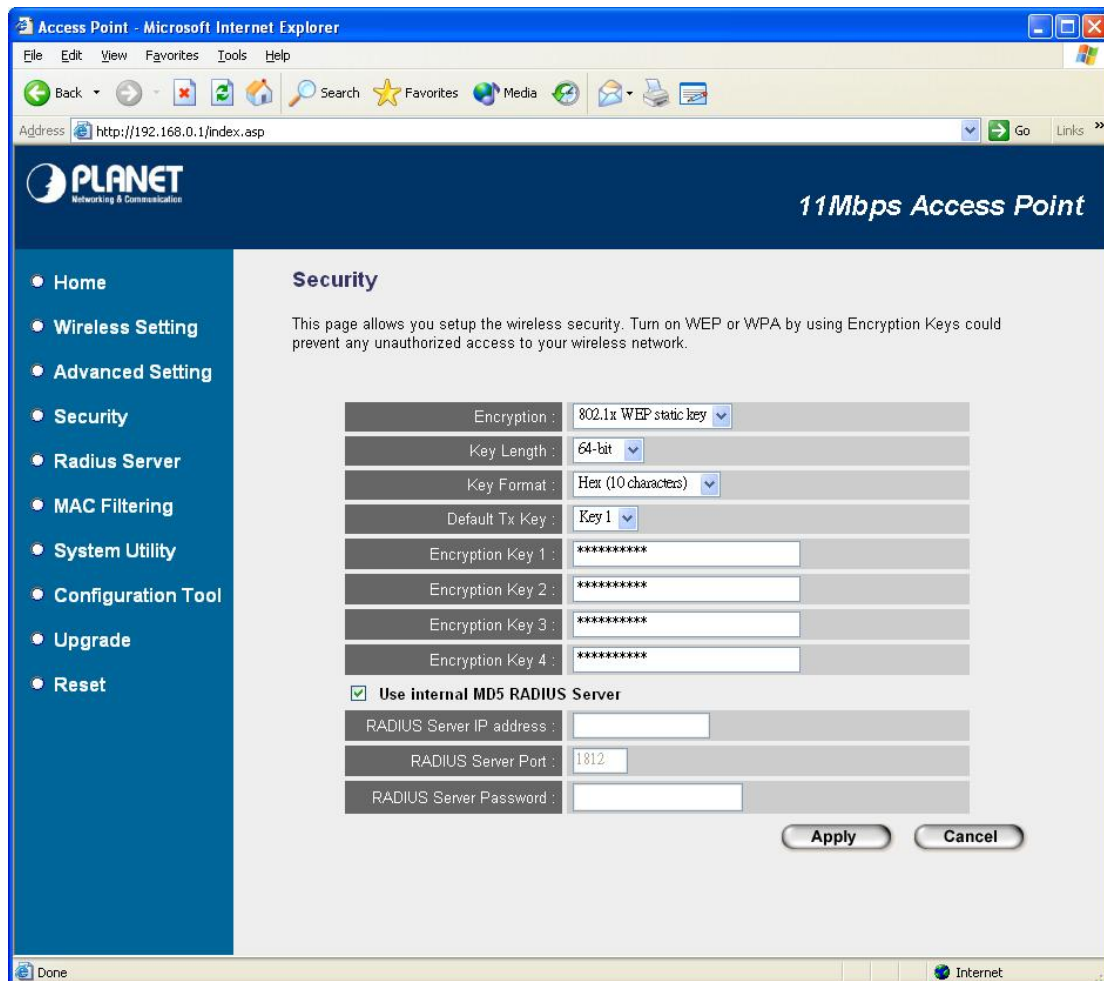 Access Point - Microsoft Internet Explorer
File Edit View Favorites Tools Help
Back Search Favorites Media
Address http://192.168.0.1/index.asp Go Links »
PLANET
Networking & Communication
11Mbps Access Point
Home
Wireless Setting
Advanced Setting
Security
Radius Server
MAC Filtering
System Utility
Configuration Tool
Upgrade
Reset
Security
This page allows you setup the wireless security. Turn on WEP or WPA by using Encryption Keys could
prevent any unauthorized access to your wireless network.
Encryption : 802.1x WEP static key
Key Length : 64-bit
Key Format : Hex (10 characters)
Default Tx Key : Key 1
Encryption Key 1 : **********
Encryption Key 2 : **********
Encryption Key 3 : **********
Encryption Key 4 : **********
Use internal MD5 RADIUS Server
RADIUS Server IP address :
RADIUS Server Port : 1812
RADIUS Server Password :
Apply Cancel
Done Internet